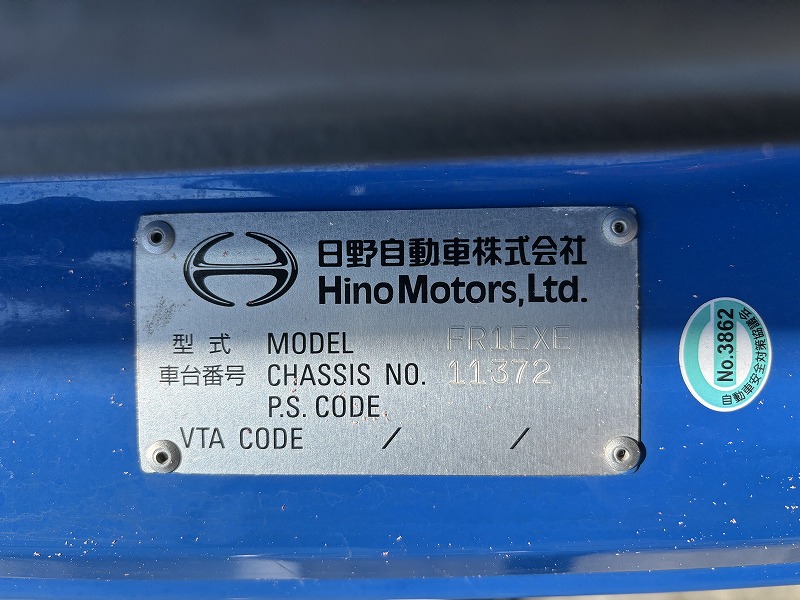 日野自動車株式会社
Hino Motors, Ltd.
型式 MODEL FR1EXE
車台番号 CHASSIS NO. 11372
P.S. CODE
VTA CODE / /
No.3862
自動車安全対策協議会